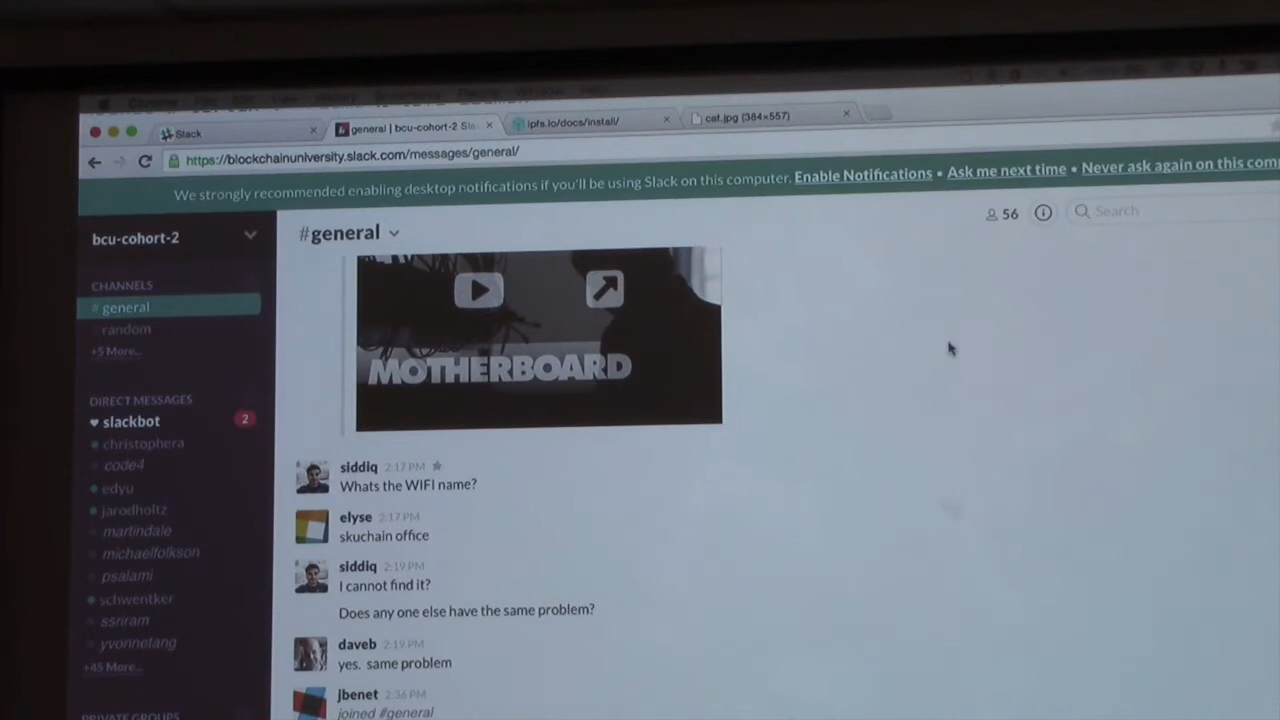 Slack
general | bcu-cohort-2 Sla
ipfs.io/docs/install/
cat.jpg (384×557)
https://blockchainuniversity.slack.com/messages/general/
We strongly recommended enabling desktop notifications if you'll be using Slack on this computer. Enable Notifications • Ask me next time • Never ask again on this com
bcu-cohort-2
#general
56
Search
CHANNELS
# general
random
+5 More...
DIRECT MESSAGES
slackbot 2
christophera
code4
edyu
jarodholtz
martindale
michaelfolkson
psalami
schwentker
ssriram
yvonnetang
+45 More...
PRIVATE GROUPS
MOTHERBOARD
siddiq 2:17 PM
Whats the WIFI name?
elyse 2:17 PM
skuchain office
siddiq 2:19 PM
I cannot find it?
Does any one else have the same problem?
daveb 2:19 PM
yes. same problem
jbenet 2:36 PM
joined #general